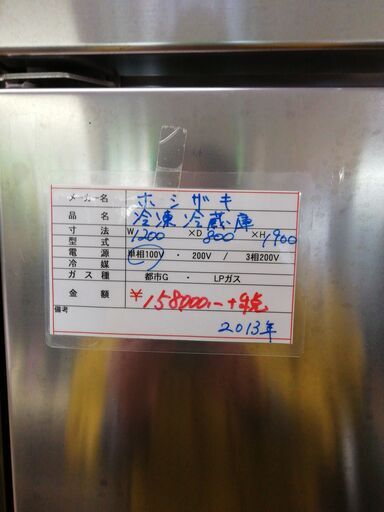 メーカー名 ホシザキ
品名 冷凍冷蔵庫
寸法 W1200 ×D800 ×H1900
型式
電源 単相100V・200V / 3相200V
冷媒
ガス種 都市G・LPガス
金額 ¥158000.-+税
備考 2013年